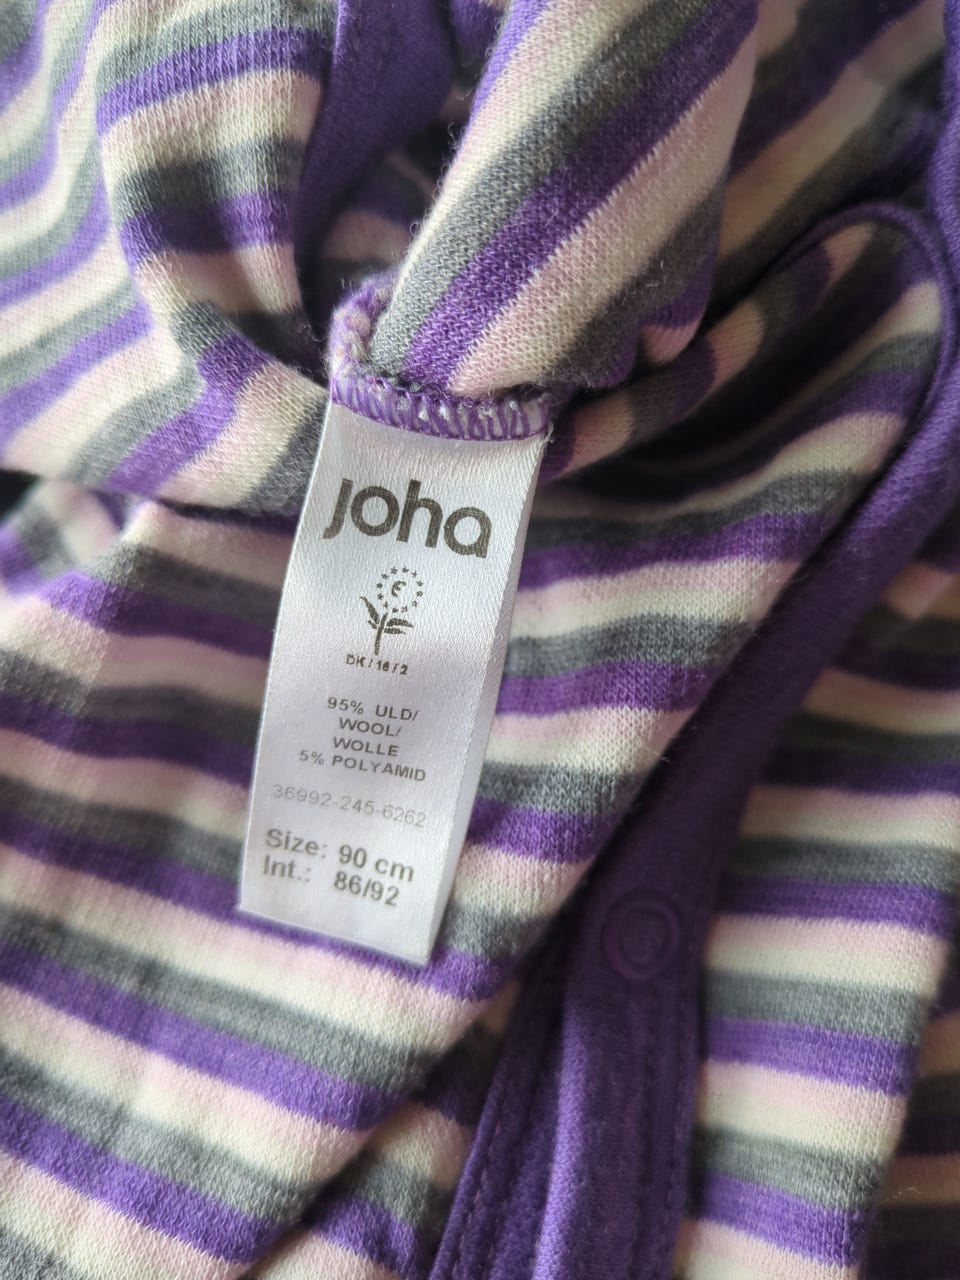 joha
€
DK/16/2
95% ULD/
WOOL/
WOLLE
5% POLYAMID
36992-245-6262
Size: 90 cm
Int.: 86/92